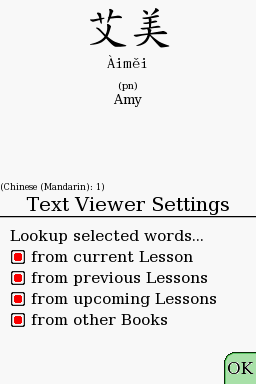 艾美
Àiměi
(pn)
Amy
(Chinese (Mandarin): 1)
Text Viewer Settings
Lookup selected words...
from current Lesson
from previous Lessons
from upcoming Lessons
from other Books
OK